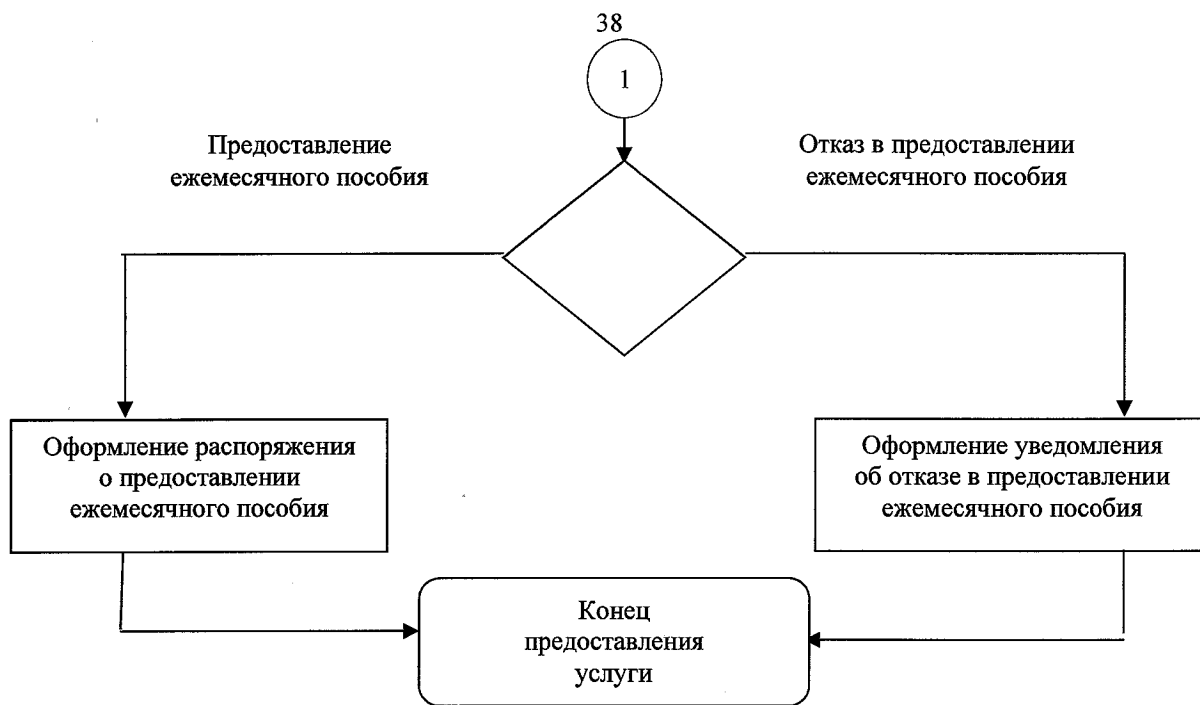 38
1
Предоставление
ежемесячного пособия
Отказ в предоставлении
ежемесячного пособия
Оформление распоряжения
о предоставлении
ежемесячного пособия
Оформление уведомления
об отказе в предоставлении
ежемесячного пособия
Конец
предоставления
услуги